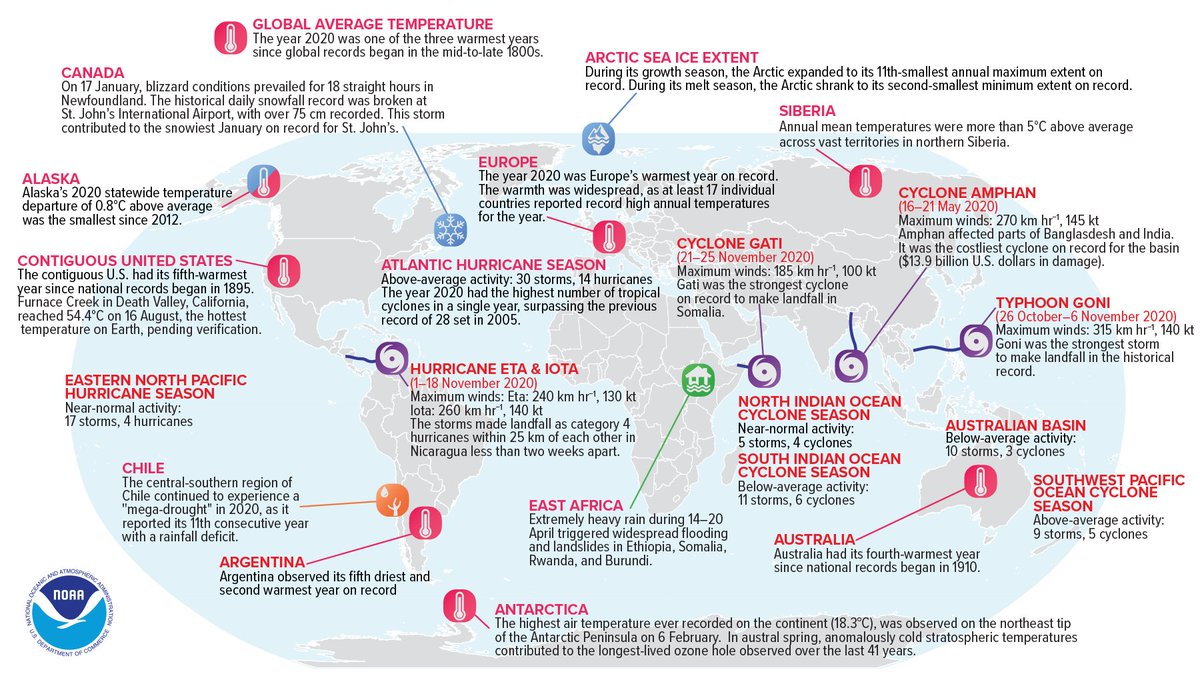 GLOBAL AVERAGE TEMPERATURE
The year 2020 was one of the three warmest years
since global records began in the mid-to-late 1800s.
CANADA
On 17 January, blizzard conditions prevailed for 18 straight hours in
Newfoundland. The historical daily snowfall record was broken at
St. John's International Airport, with over 75 cm recorded. This storm
contributed to the snowiest January on record for St. John's.
ARCTIC SEA ICE EXTENT
During its growth season, the Arctic expanded to its 11th-smallest annual maximum extent on
record. During its melt season, the Arctic shrank to its second-smallest minimum extent on record.
SIBERIA
Annual mean temperatures were more than 5°C above average
across vast territories in northern Siberia.
ALASKA
Alaska's 2020 statewide temperature
departure of 0.8°C above average
was the smallest since 2012.
EUROPE
The year 2020 was Europe's warmest year on record.
The warmth was widespread, as at least 17 individual
countries reported record high annual temperatures
for the year.
CYCLONE AMPHAN
(16–21 May 2020)
Maximum winds: 270 km hr⁻¹, 145 kt
Amphan affected parts of Bangladesh and India.
It was the costliest cyclone on record for the basin
($13.9 billion U.S. dollars in damage).
CONTIGUOUS UNITED STATES
The contiguous U.S. had its fifth-warmest
year since national records began in 1895.
Furnace Creek in Death Valley, California,
reached 54.4°C on 16 August, the hottest
temperature on Earth, pending verification.
ATLANTIC HURRICANE SEASON
Above-average activity: 30 storms, 14 hurricanes
The year 2020 had the highest number of tropical
cyclones in a single year, surpassing the previous
record of 28 set in 2005.
CYCLONE GATI
(21–25 November 2020)
Maximum winds: 185 km hr⁻¹, 100 kt
Gati was the strongest cyclone
on record to make landfall in
Somalia.
TYPHOON GONI
(26 October–6 November 2020)
Maximum winds: 315 km hr⁻¹, 140 kt
Goni was the strongest storm
to make landfall in the historical
record.
EASTERN NORTH PACIFIC
HURRICANE SEASON
Near-normal activity:
17 storms, 4 hurricanes
HURRICANE ETA & IOTA
(1–18 November 2020)
Maximum winds: Eta: 240 km hr⁻¹, 130 kt
Iota: 260 km hr⁻¹, 140 kt
The storms made landfall as category 4
hurricanes within 25 km of each other in
Nicaragua less than two weeks apart.
NORTH INDIAN OCEAN
CYCLONE SEASON
Near-normal activity:
5 storms, 4 cyclones
SOUTH INDIAN OCEAN
CYCLONE SEASON
Below-average activity:
11 storms, 6 cyclones
AUSTRALIAN BASIN
Below-average activity:
10 storms, 3 cyclones
SOUTHWEST PACIFIC
OCEAN CYCLONE
SEASON
Above-average activity:
9 storms, 5 cyclones
CHILE
The central-southern region of
Chile continued to experience a
"mega-drought" in 2020, as it
reported its 11th consecutive year
with a rainfall deficit.
EAST AFRICA
Extremely heavy rain during 14–20
April triggered widespread flooding
and landslides in Ethiopia, Somalia,
Rwanda, and Burundi.
AUSTRALIA
Australia had its fourth-warmest year
since national records began in 1910.
ARGENTINA
Argentina observed its fifth driest and
second warmest year on record
ANTARCTICA
The highest air temperature ever recorded on the continent (18.3°C), was observed on the northeast tip
of the Antarctic Peninsula on 6 February. In austral spring, anomalously cold stratospheric temperatures
contributed to the longest-lived ozone hole observed over the last 41 years.
NATIONAL OCEANIC AND ATMOSPHERIC ADMINISTRATION
NOAA
U.S. DEPARTMENT OF COMMERCE